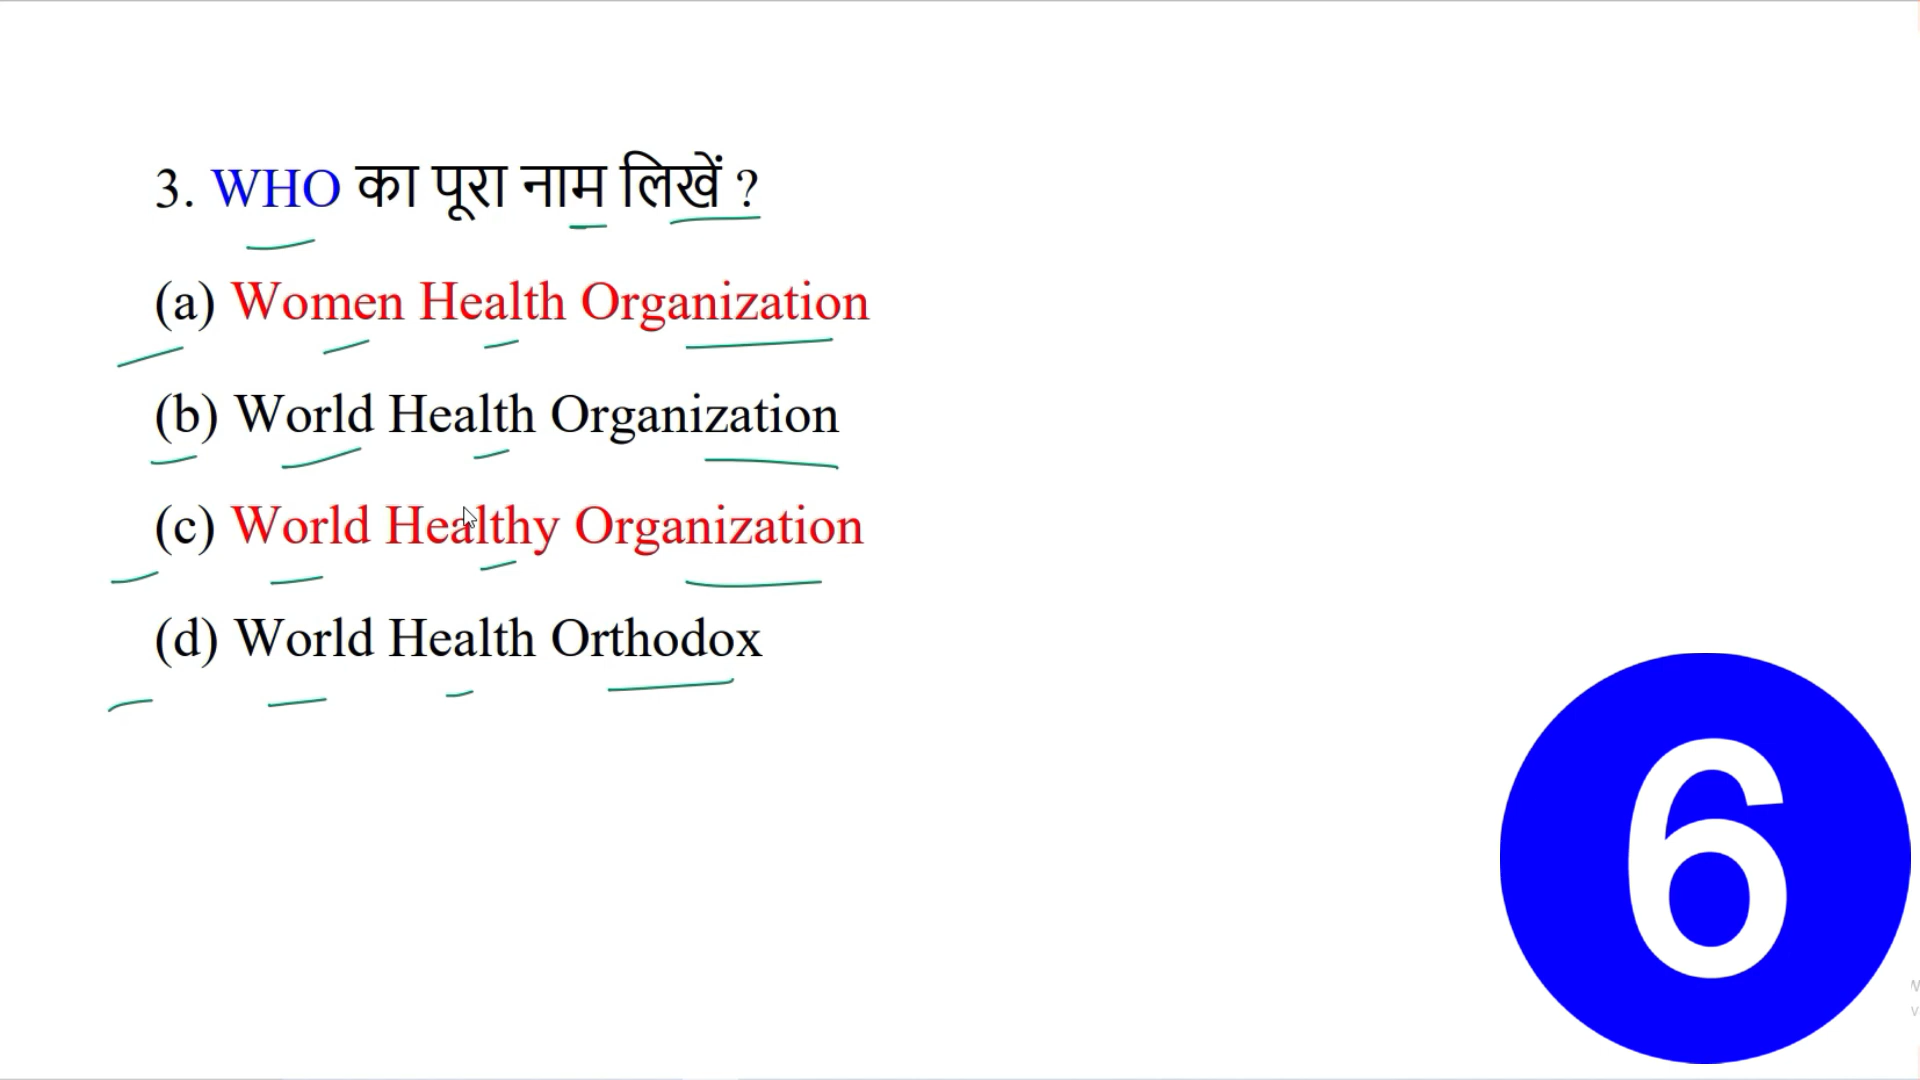 3. WHO का पूरा नाम लिखें ?
(a) Women Health Organization
(b) World Health Organization
(c) World Healthy Organization
(d) World Health Orthodox
6